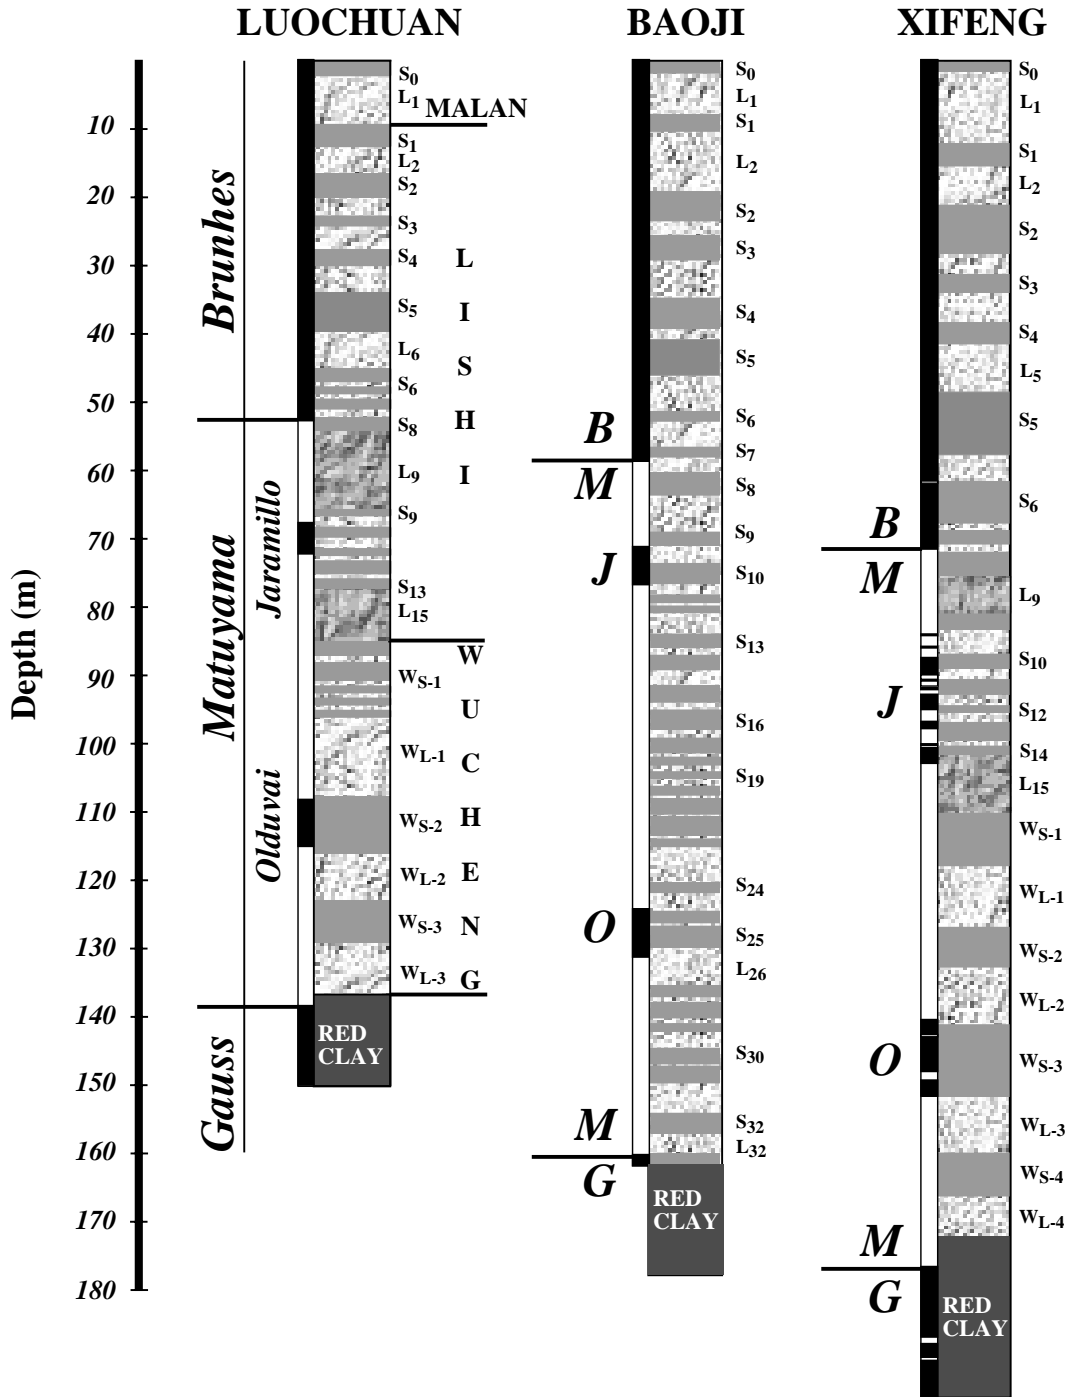 LUOCHUAN
BAOJI
XIFENG
Depth (m)
10
20
30
40
50
60
70
80
90
100
110
120
130
140
150
160
170
180
Brunhes
Matuyama
Gauss
Jaramillo
Olduvai
S0
L1
MALAN
S1
L2
S2
S3
S4
S5
L6
S6
S8
L9
S9
S13
L15
WS-1
WL-1
WS-2
WL-2
WS-3
WL-3
L
I
S
H
I
W
U
C
H
E
N
G
RED
CLAY
B
M
J
O
M
G
S0
L1
S1
L2
S2
S3
S4
S5
S6
S7
S8
S9
S10
S13
S16
S19
S24
S25
L26
S30
S32
L32
RED
CLAY
B
M
J
O
M
G
S0
L1
S1
L2
S2
S3
S4
L5
S5
S6
L9
S10
S12
S14
L15
WS-1
WL-1
WS-2
WL-2
WS-3
WL-3
WS-4
WL-4
RED
CLAY